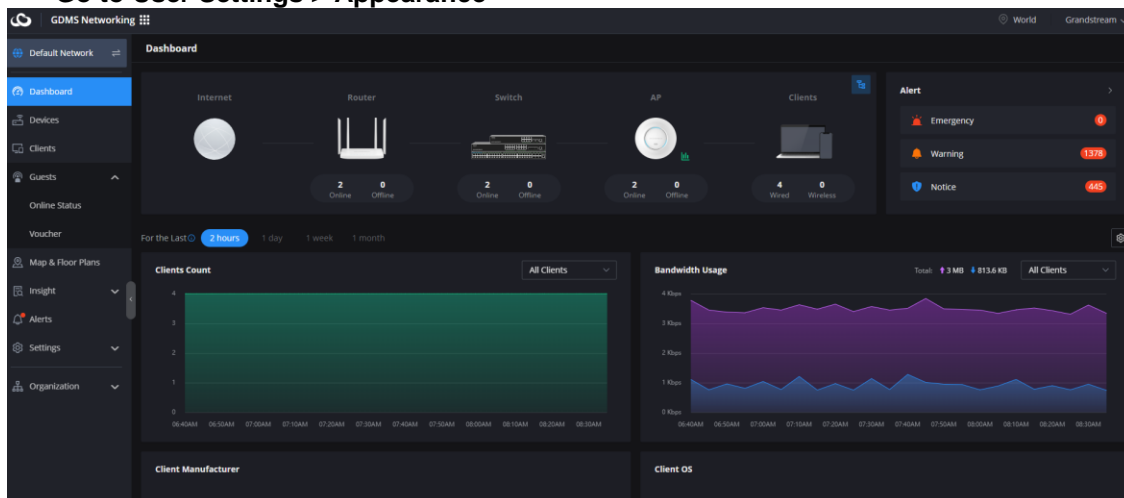 Go to User Settings > Appearance
GDMS Networking
World
Grandstream
Default Network
Dashboard
Dashboard
Devices
Clients
Guests
Online Status
Voucher
Map & Floor Plans
Insight
Alerts
Settings
Organization
Internet
Router
Switch
AP
Clients
2 0 2 0 2 0 4 0
Online Offline Online Offline Online Offline Wired Wireless
Alert
Emergency 0
Warning 1378
Notice 445
For the Last 2 hours 1 day 1 week 1 month
Clients Count All Clients
4
3
2
1
0
06:40AM 06:50AM 07:00AM 07:10AM 07:20AM 07:30AM 07:40AM 07:50AM 08:00AM 08:10AM 08:20AM 08:30AM
Bandwidth Usage Total: 3 MB 813.6 KB All Clients
4 Kbps
3 Kbps
2 Kbps
1 Kbps
0 Kbps
06:40AM 06:50AM 07:00AM 07:10AM 07:20AM 07:30AM 07:40AM 07:50AM 08:00AM 08:10AM 08:20AM 08:30AM
Client Manufacturer
Client OS